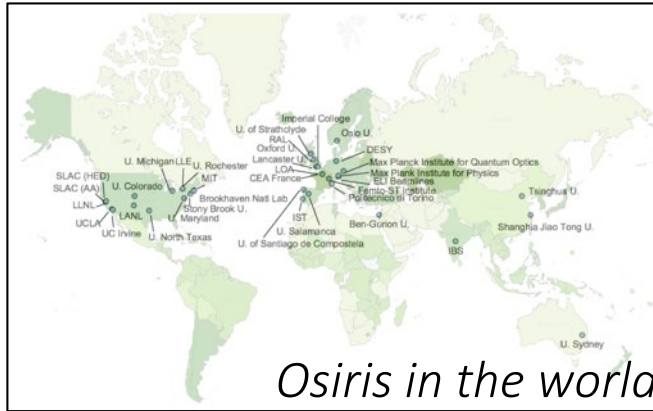 Imperial College
U. of Strathclyde
Oslo U.
RAL
Oxford U.
DESY
Lancaster U.
Max Planck Institute for Quantum Optics
LOA
Max Planck Institute for Physics
CEA France
ELI Beamlines
Femto-ST Institute
Politecnico di Torino
U. Michigan
LLE
U. Rochester
MIT
SLAC (HED)
SLAC (AA)
U. Colorado
LLNL
Brookhaven Natl Lab
Stony Brook U.
U. Maryland
LANL
UCLA
UC Irvine
U. North Texas
IST
U. Salamanca
U. of Santiago de Compostela
Ben-Gurion U.
Tsinghua U.
Shanghia Jiao Tong U.
IBS
U. Sydney
Osiris in the world